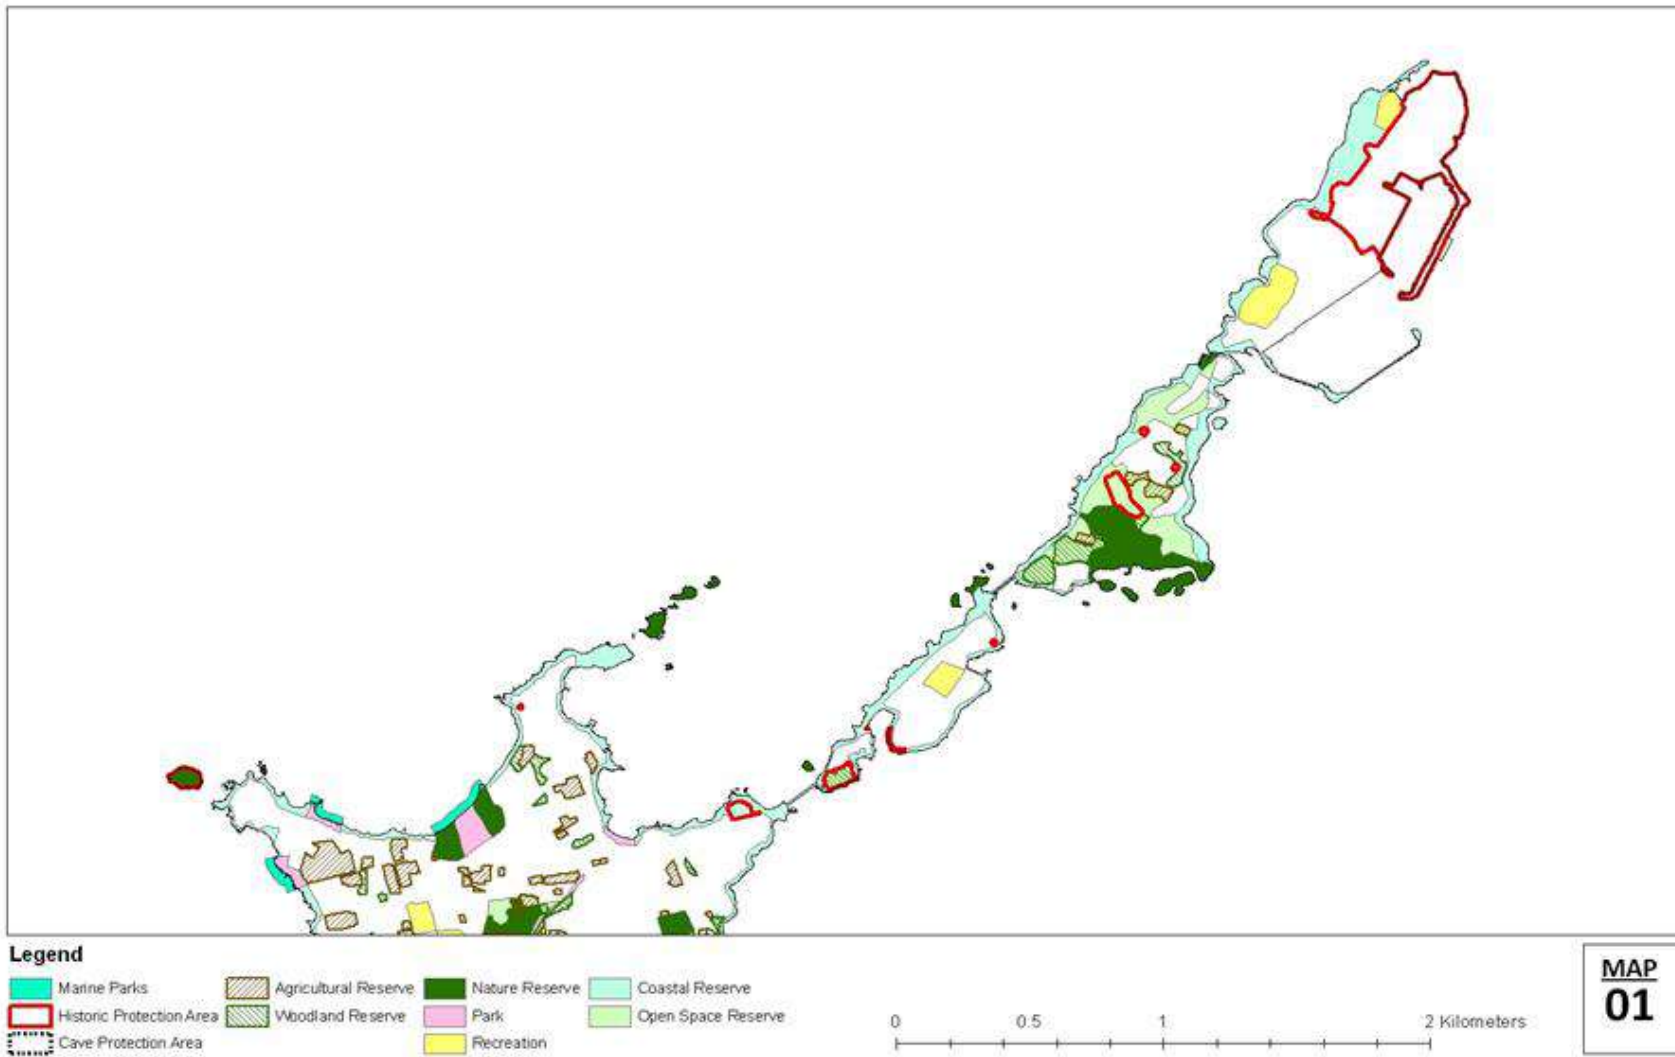 Legend
Marine Parks
Agricultural Reserve
Nature Reserve
Coastal Reserve
Historic Protection Area
Woodland Reserve
Park
Open Space Reserve
Cave Protection Area
Recreation
0 0.5 1 2 Kilometers
MAP
01